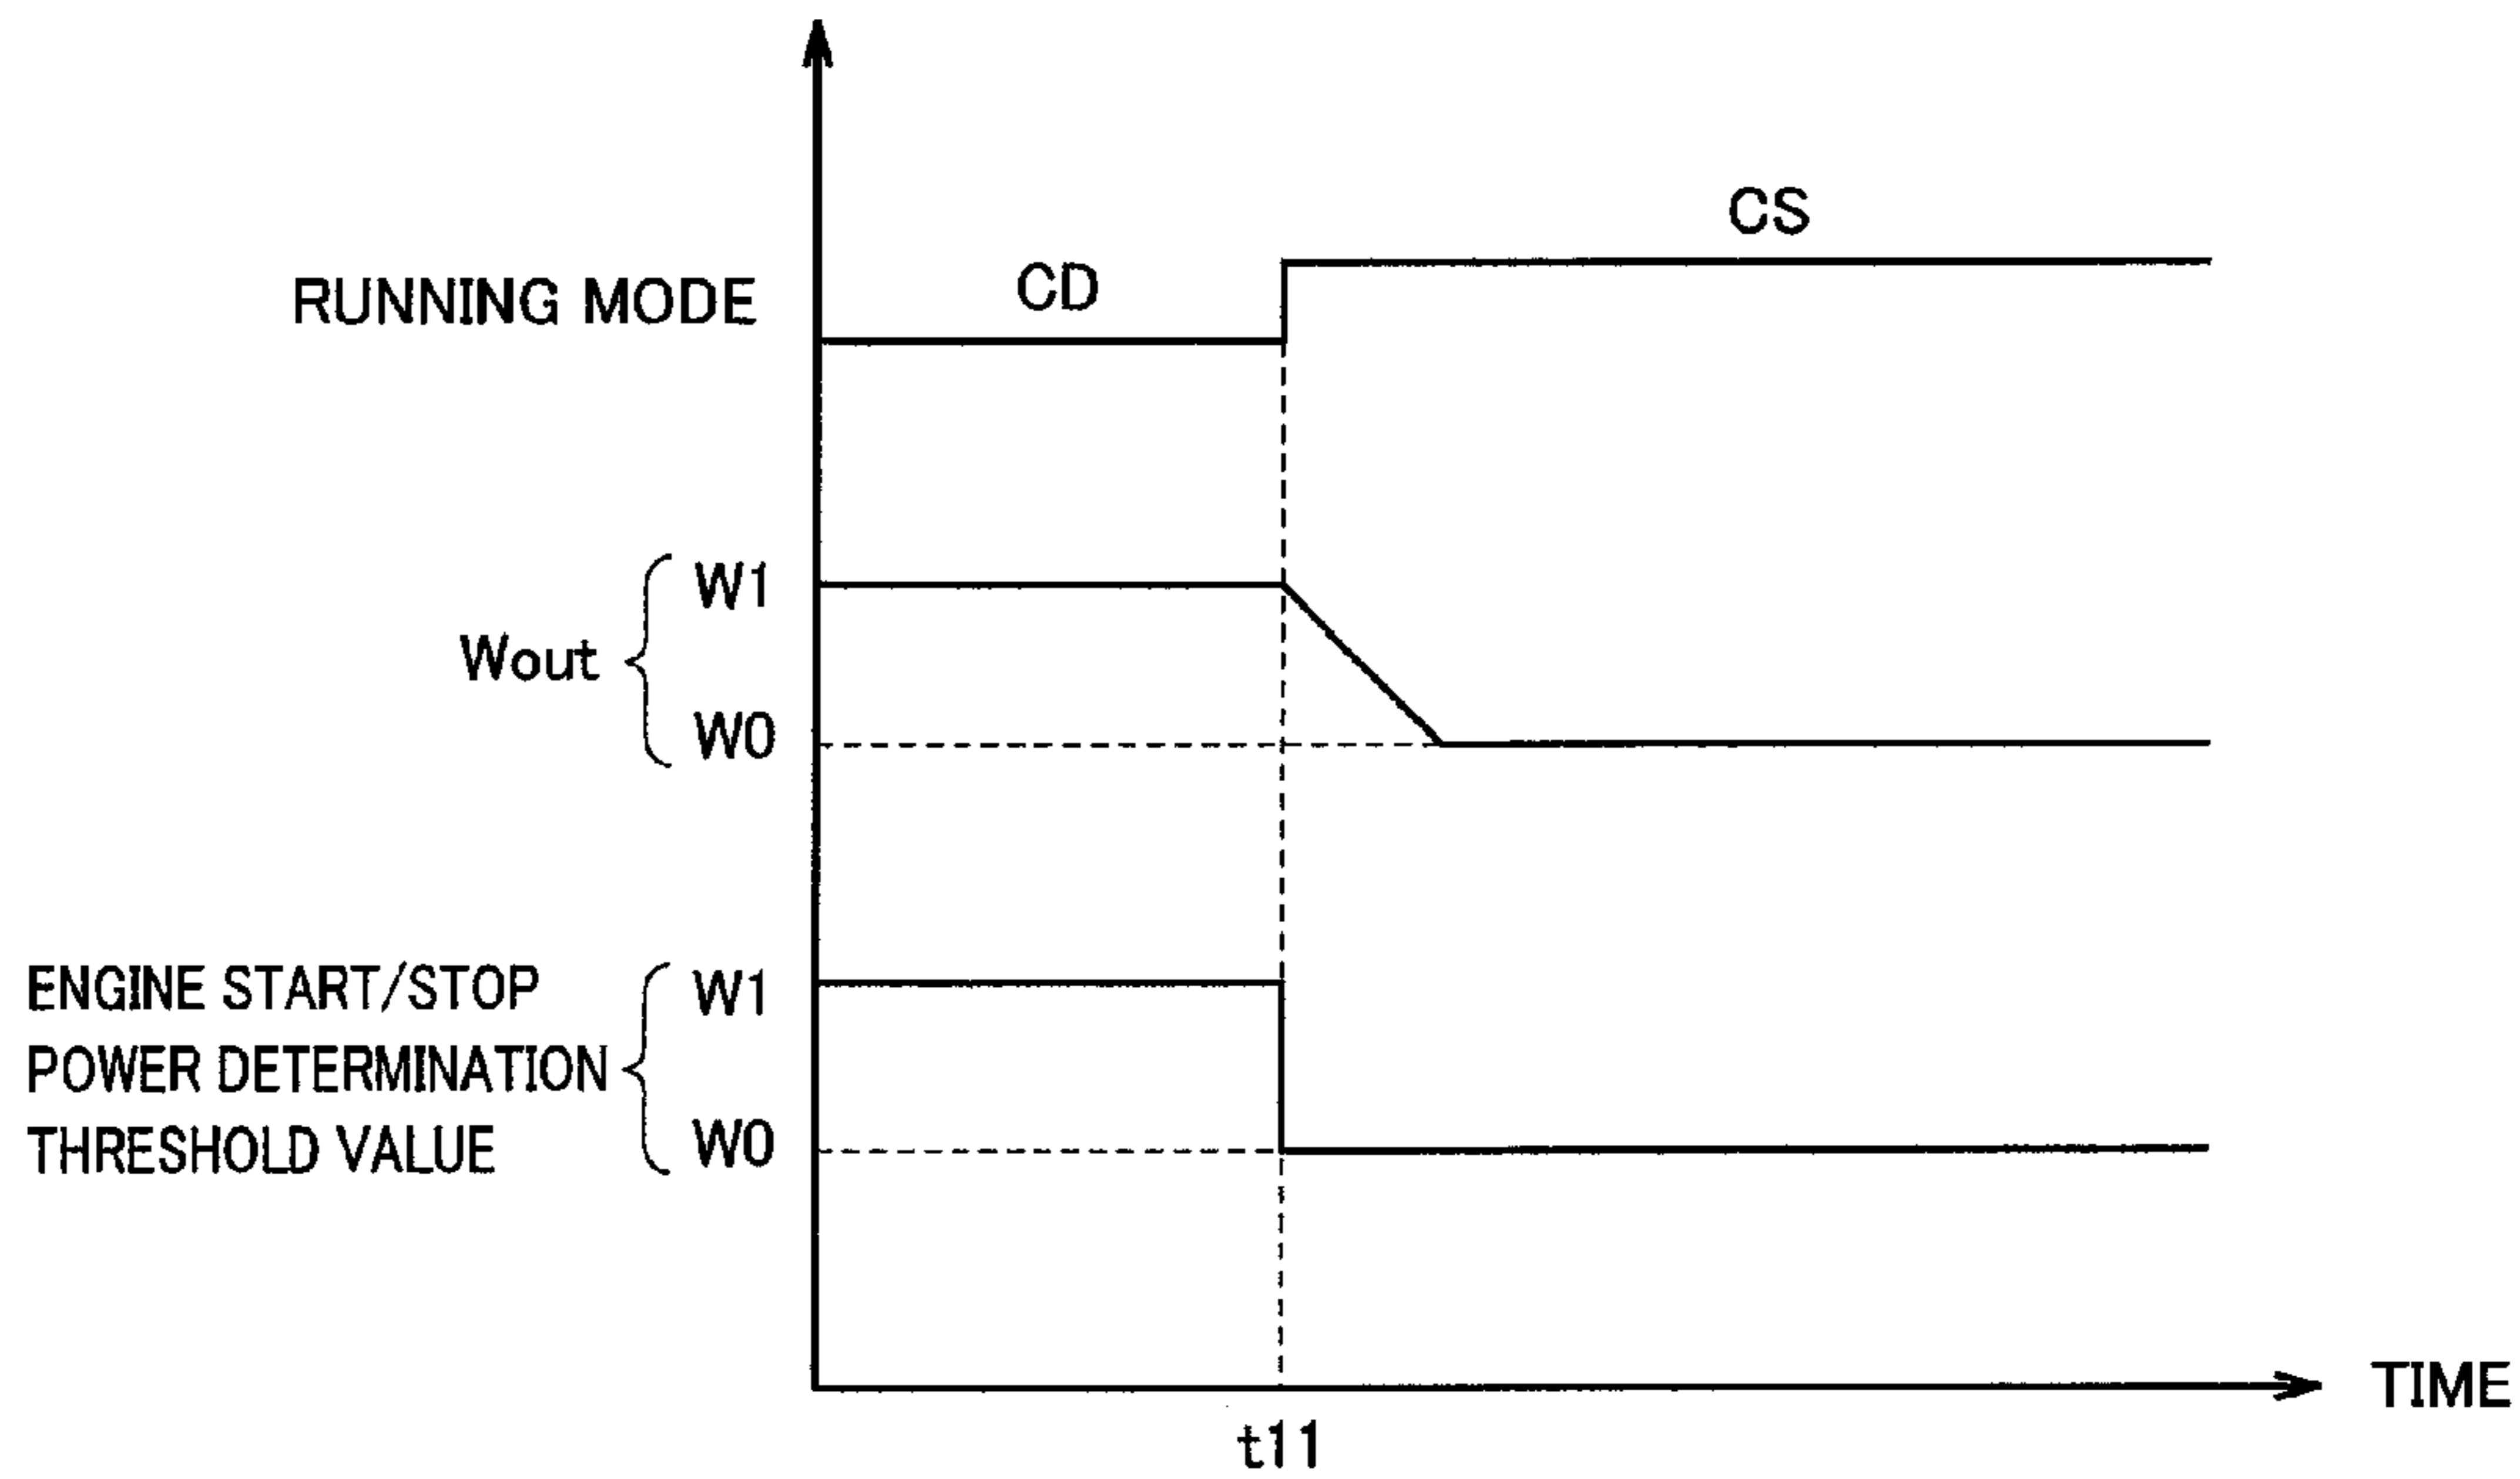 CS
CD
RUNNING MODE
W1
Wout
W0
ENGINE START/STOP
POWER DETERMINATION
THRESHOLD VALUE
W1
W0
TIME
t11